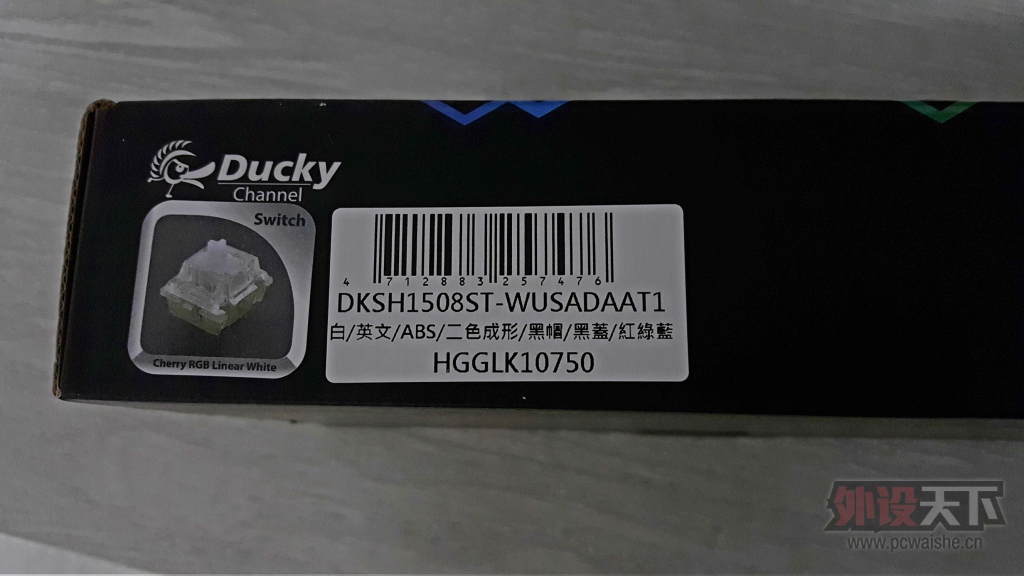 Ducky
Channel
Switch
Cherry RGB Linear White
4 712883 257476
DKSH1508ST-WUSADAAT1
白/英文/ABS/二色成形/黑帽/黑蓋/紅綠藍
HGGLK10750
外设天下
www.pcwaishe.cn